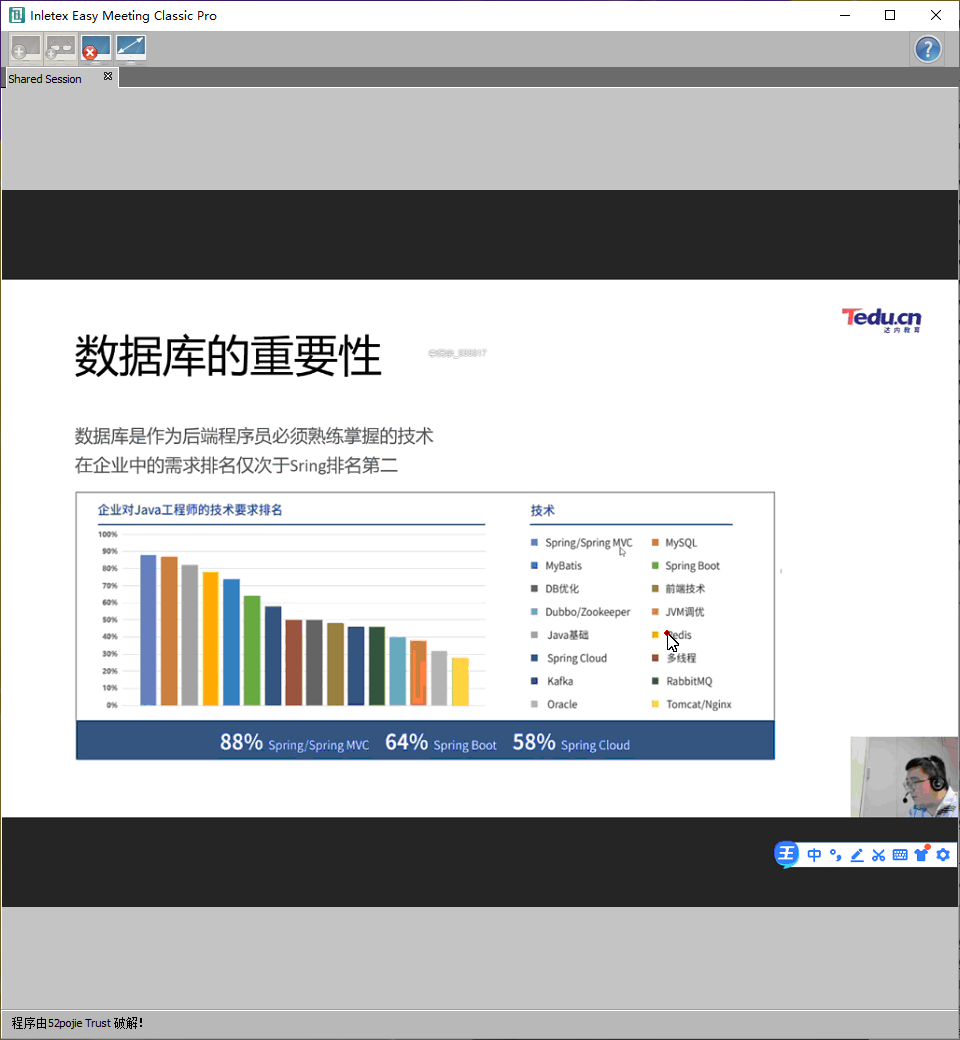 Inletex Easy Meeting Classic Pro
Shared Session
Tedu.cn
达内教育
数据库的重要性
数据库是作为后端程序员必须熟练掌握的技术
在企业中的需求排名仅次于Sring排名第二
企业对Java工程师的技术要求排名
100%
90%
80%
70%
60%
50%
40%
30%
20%
10%
0%
技术
Spring/Spring MVC
MySQL
MyBatis
Spring Boot
DB优化
前端技术
Dubbo/Zookeeper
JVM调优
Java基础
Redis
Spring Cloud
多线程
Kafka
RabbitMQ
Oracle
Tomcat/Nginx
88% Spring/Spring MVC 64% Spring Boot 58% Spring Cloud
王 中
程序由52pojie Trust 破解!